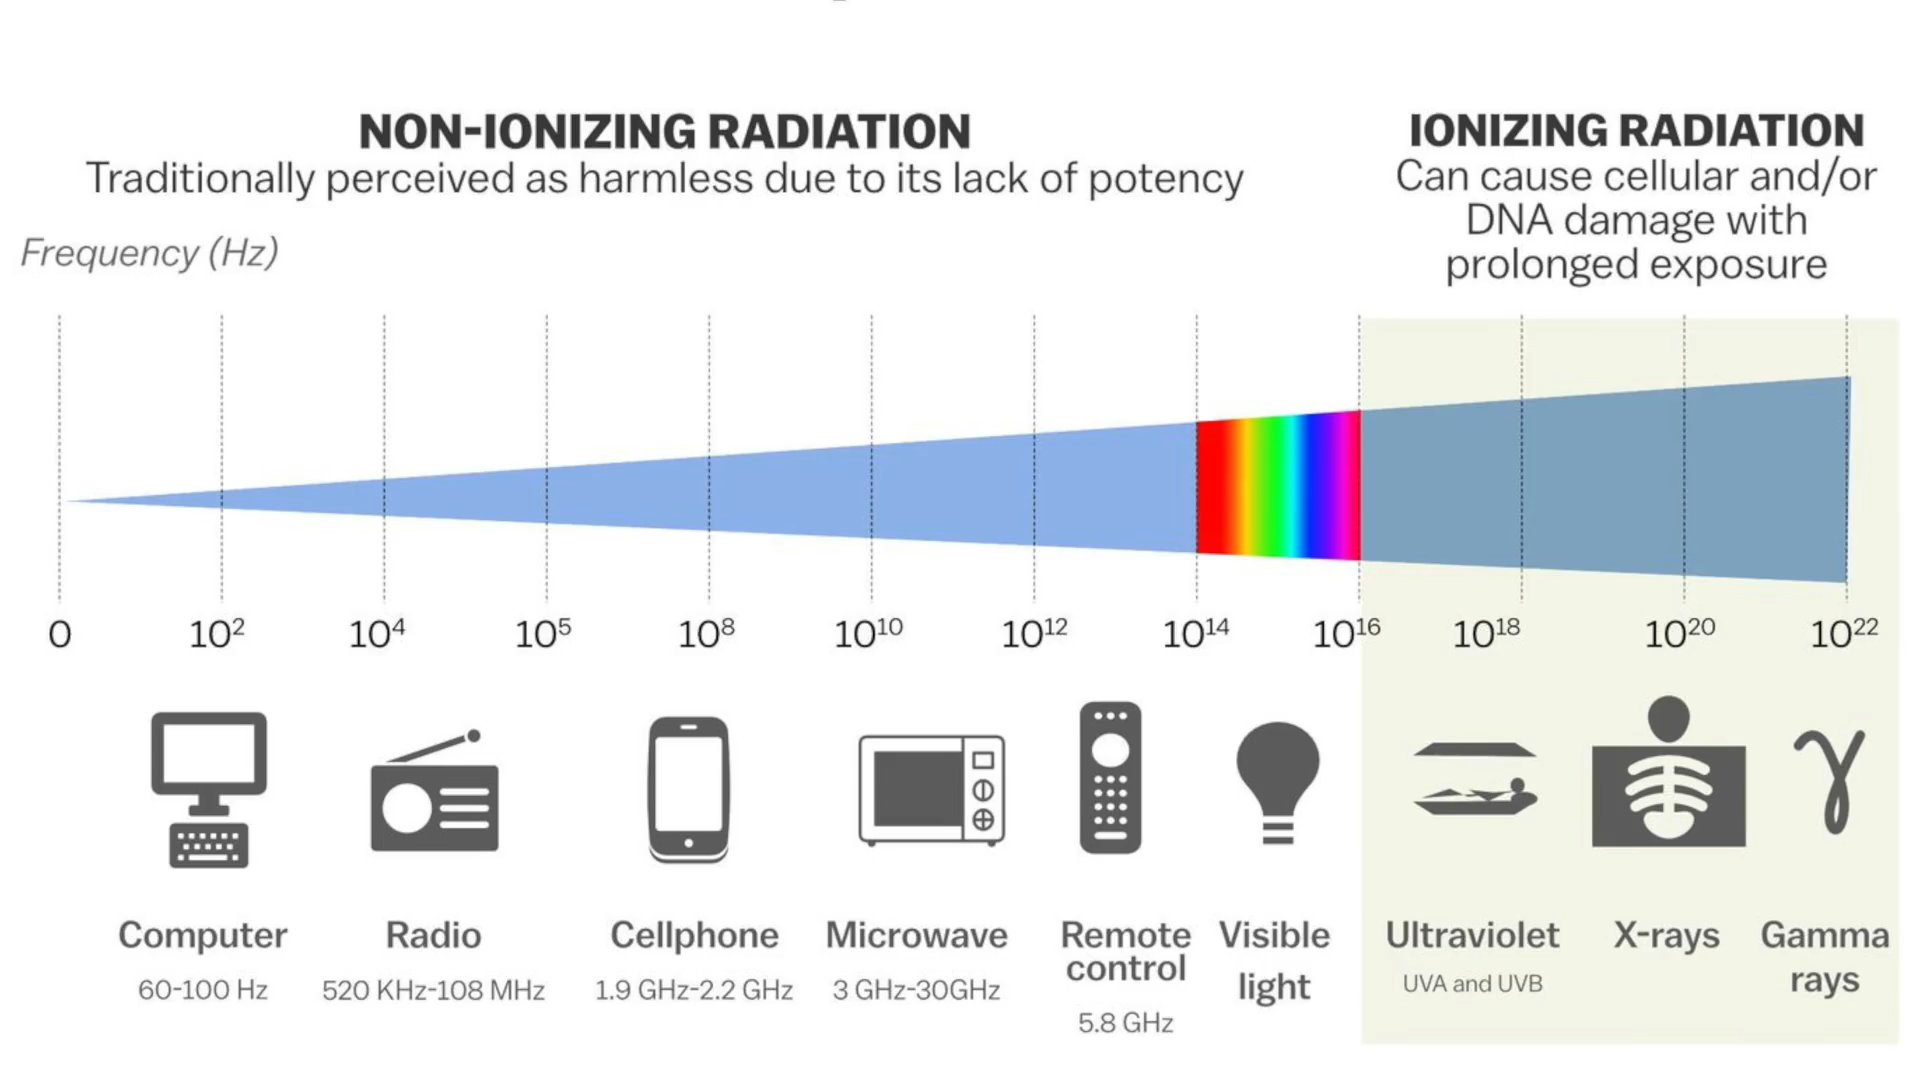 NON-IONIZING RADIATION
Traditionally perceived as harmless due to its lack of potency
IONIZING RADIATION
Can cause cellular and/or
DNA damage with
prolonged exposure
Frequency (Hz)
0 10² 10⁴ 10⁵ 10⁸ 10¹⁰ 10¹² 10¹⁴ 10¹⁶ 10¹⁸ 10²⁰ 10²²
Computer
60-100 Hz
Radio
520 KHz-108 MHz
Cellphone
1.9 GHz-2.2 GHz
Microwave
3 GHz-30GHz
Remote
control
5.8 GHz
Visible
light
Ultraviolet
UVA and UVB
X-rays
Gamma
rays